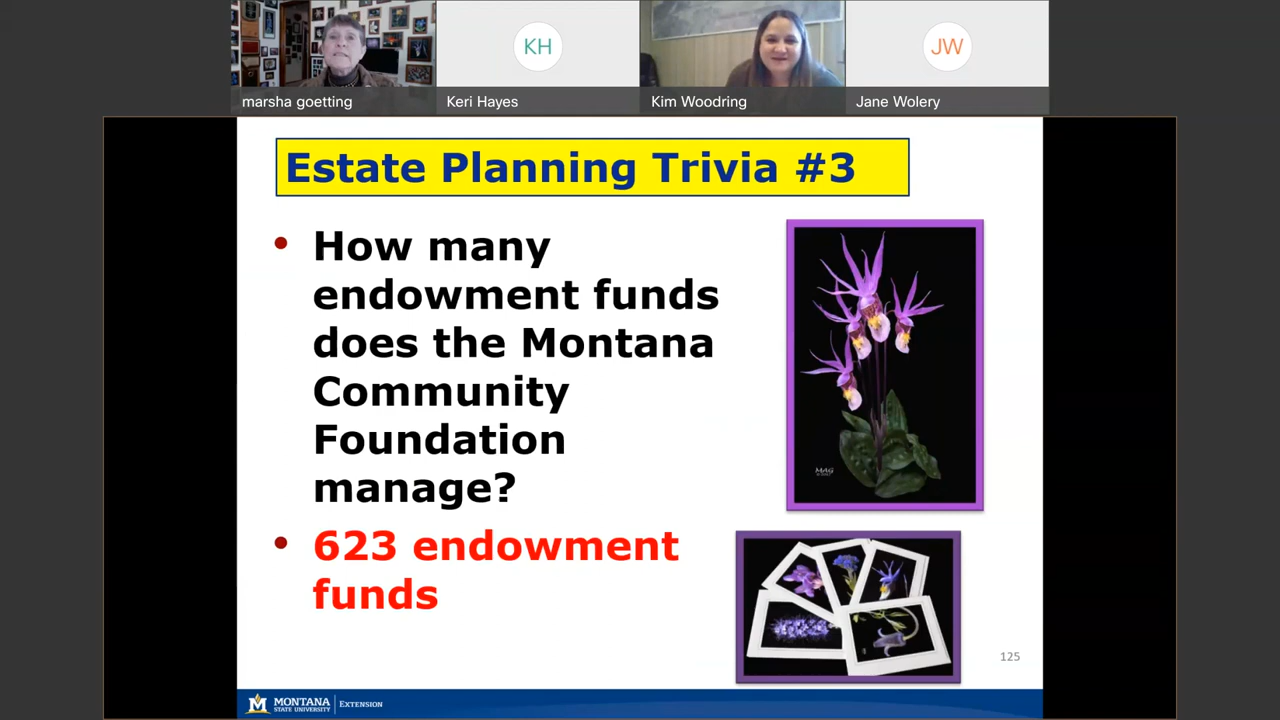 KH
JW
marsha goetting
Keri Hayes
Kim Woodring
Jane Wolery
Estate Planning Trivia #3
• How many
endowment funds
does the Montana
Community
Foundation
manage?
• 623 endowment
funds
MAG
125
M MONTANA
STATE UNIVERSITY
EXTENSION